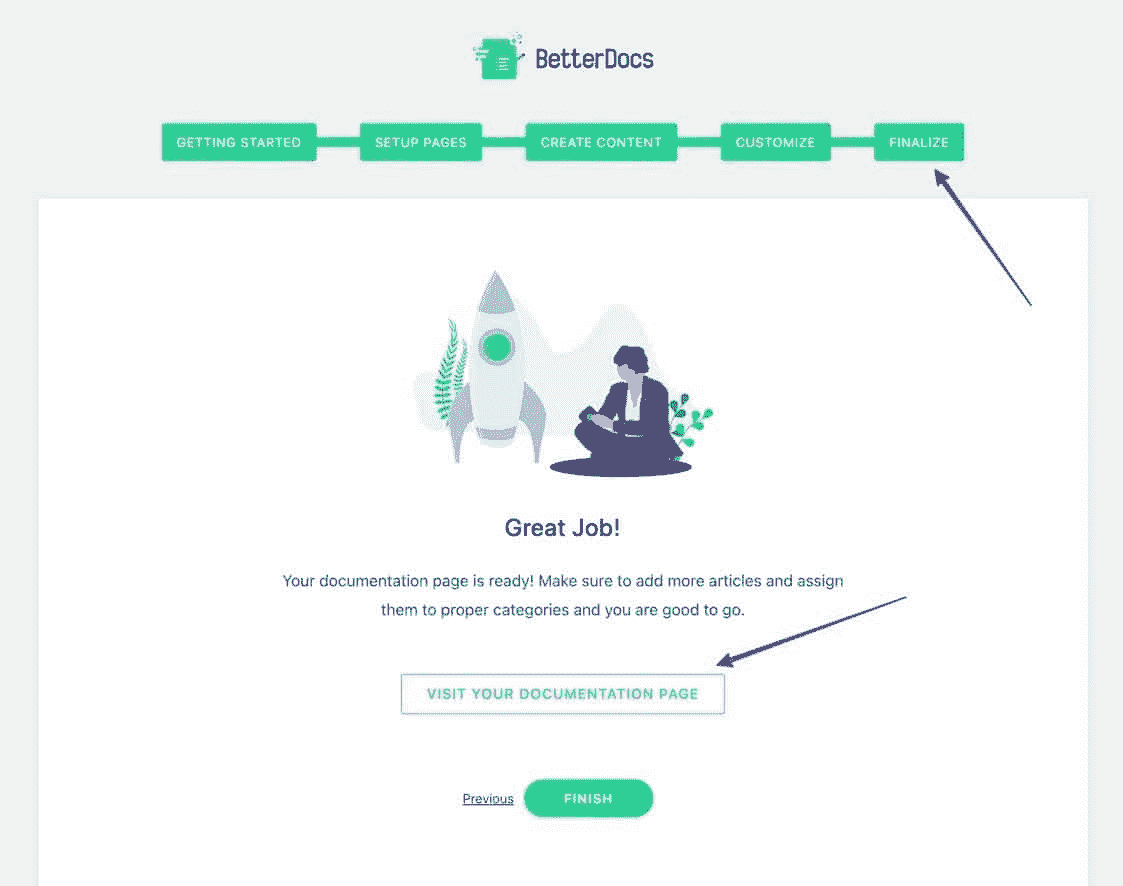 BetterDocs
GETTING STARTED
SETUP PAGES
CREATE CONTENT
CUSTOMIZE
FINALIZE
Great Job!
Your documentation page is ready! Make sure to add more articles and assign
them to proper categories and you are good to go.
VISIT YOUR DOCUMENTATION PAGE
Previous
FINISH